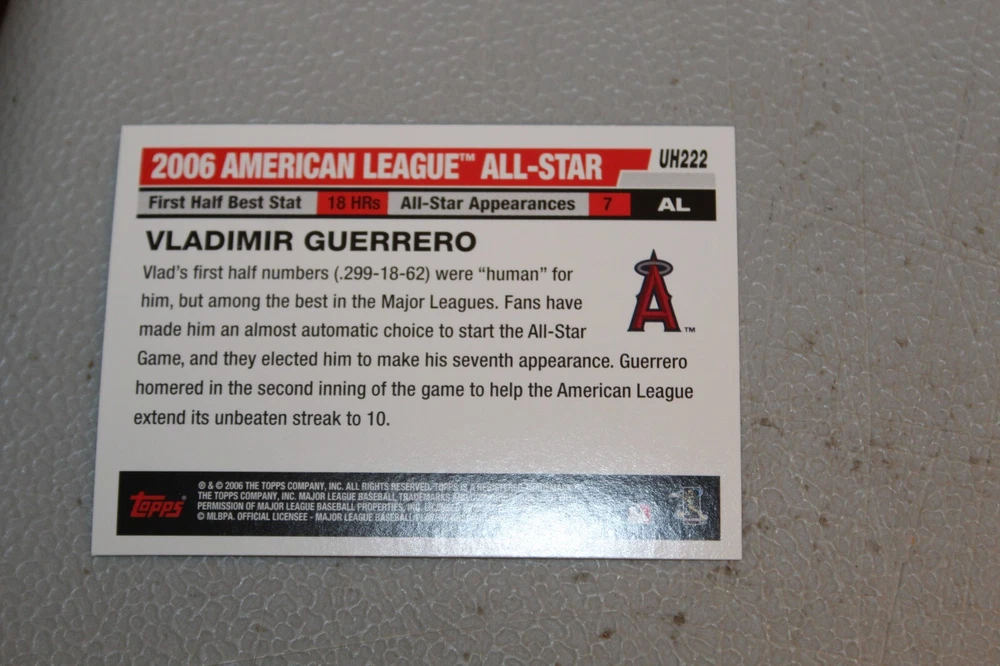 2006 AMERICAN LEAGUE™ ALL-STAR UH222
First Half Best Stat 18 HRs All-Star Appearances 7 AL
VLADIMIR GUERRERO
Vlad's first half numbers (.299-18-62) were “human” for
him, but among the best in the Major Leagues. Fans have
made him an almost automatic choice to start the All-Star
Game, and they elected him to make his seventh appearance. Guerrero
homered in the second inning of the game to help the American League
extend its unbeaten streak to 10.
A™
Topps®
® & © 2006 THE TOPPS COMPANY, INC. ALL RIGHTS RESERVED. TOPPS IS A REGISTERED
THE TOPPS COMPANY, INC. MAJOR LEAGUE BASEBALL TRADEMARKS
PERMISSION OF MAJOR LEAGUE BASEBALL PROPERTIES, INC.
© MLBPA. OFFICIAL LICENSEE - MAJOR LEAGUE BASEBALL